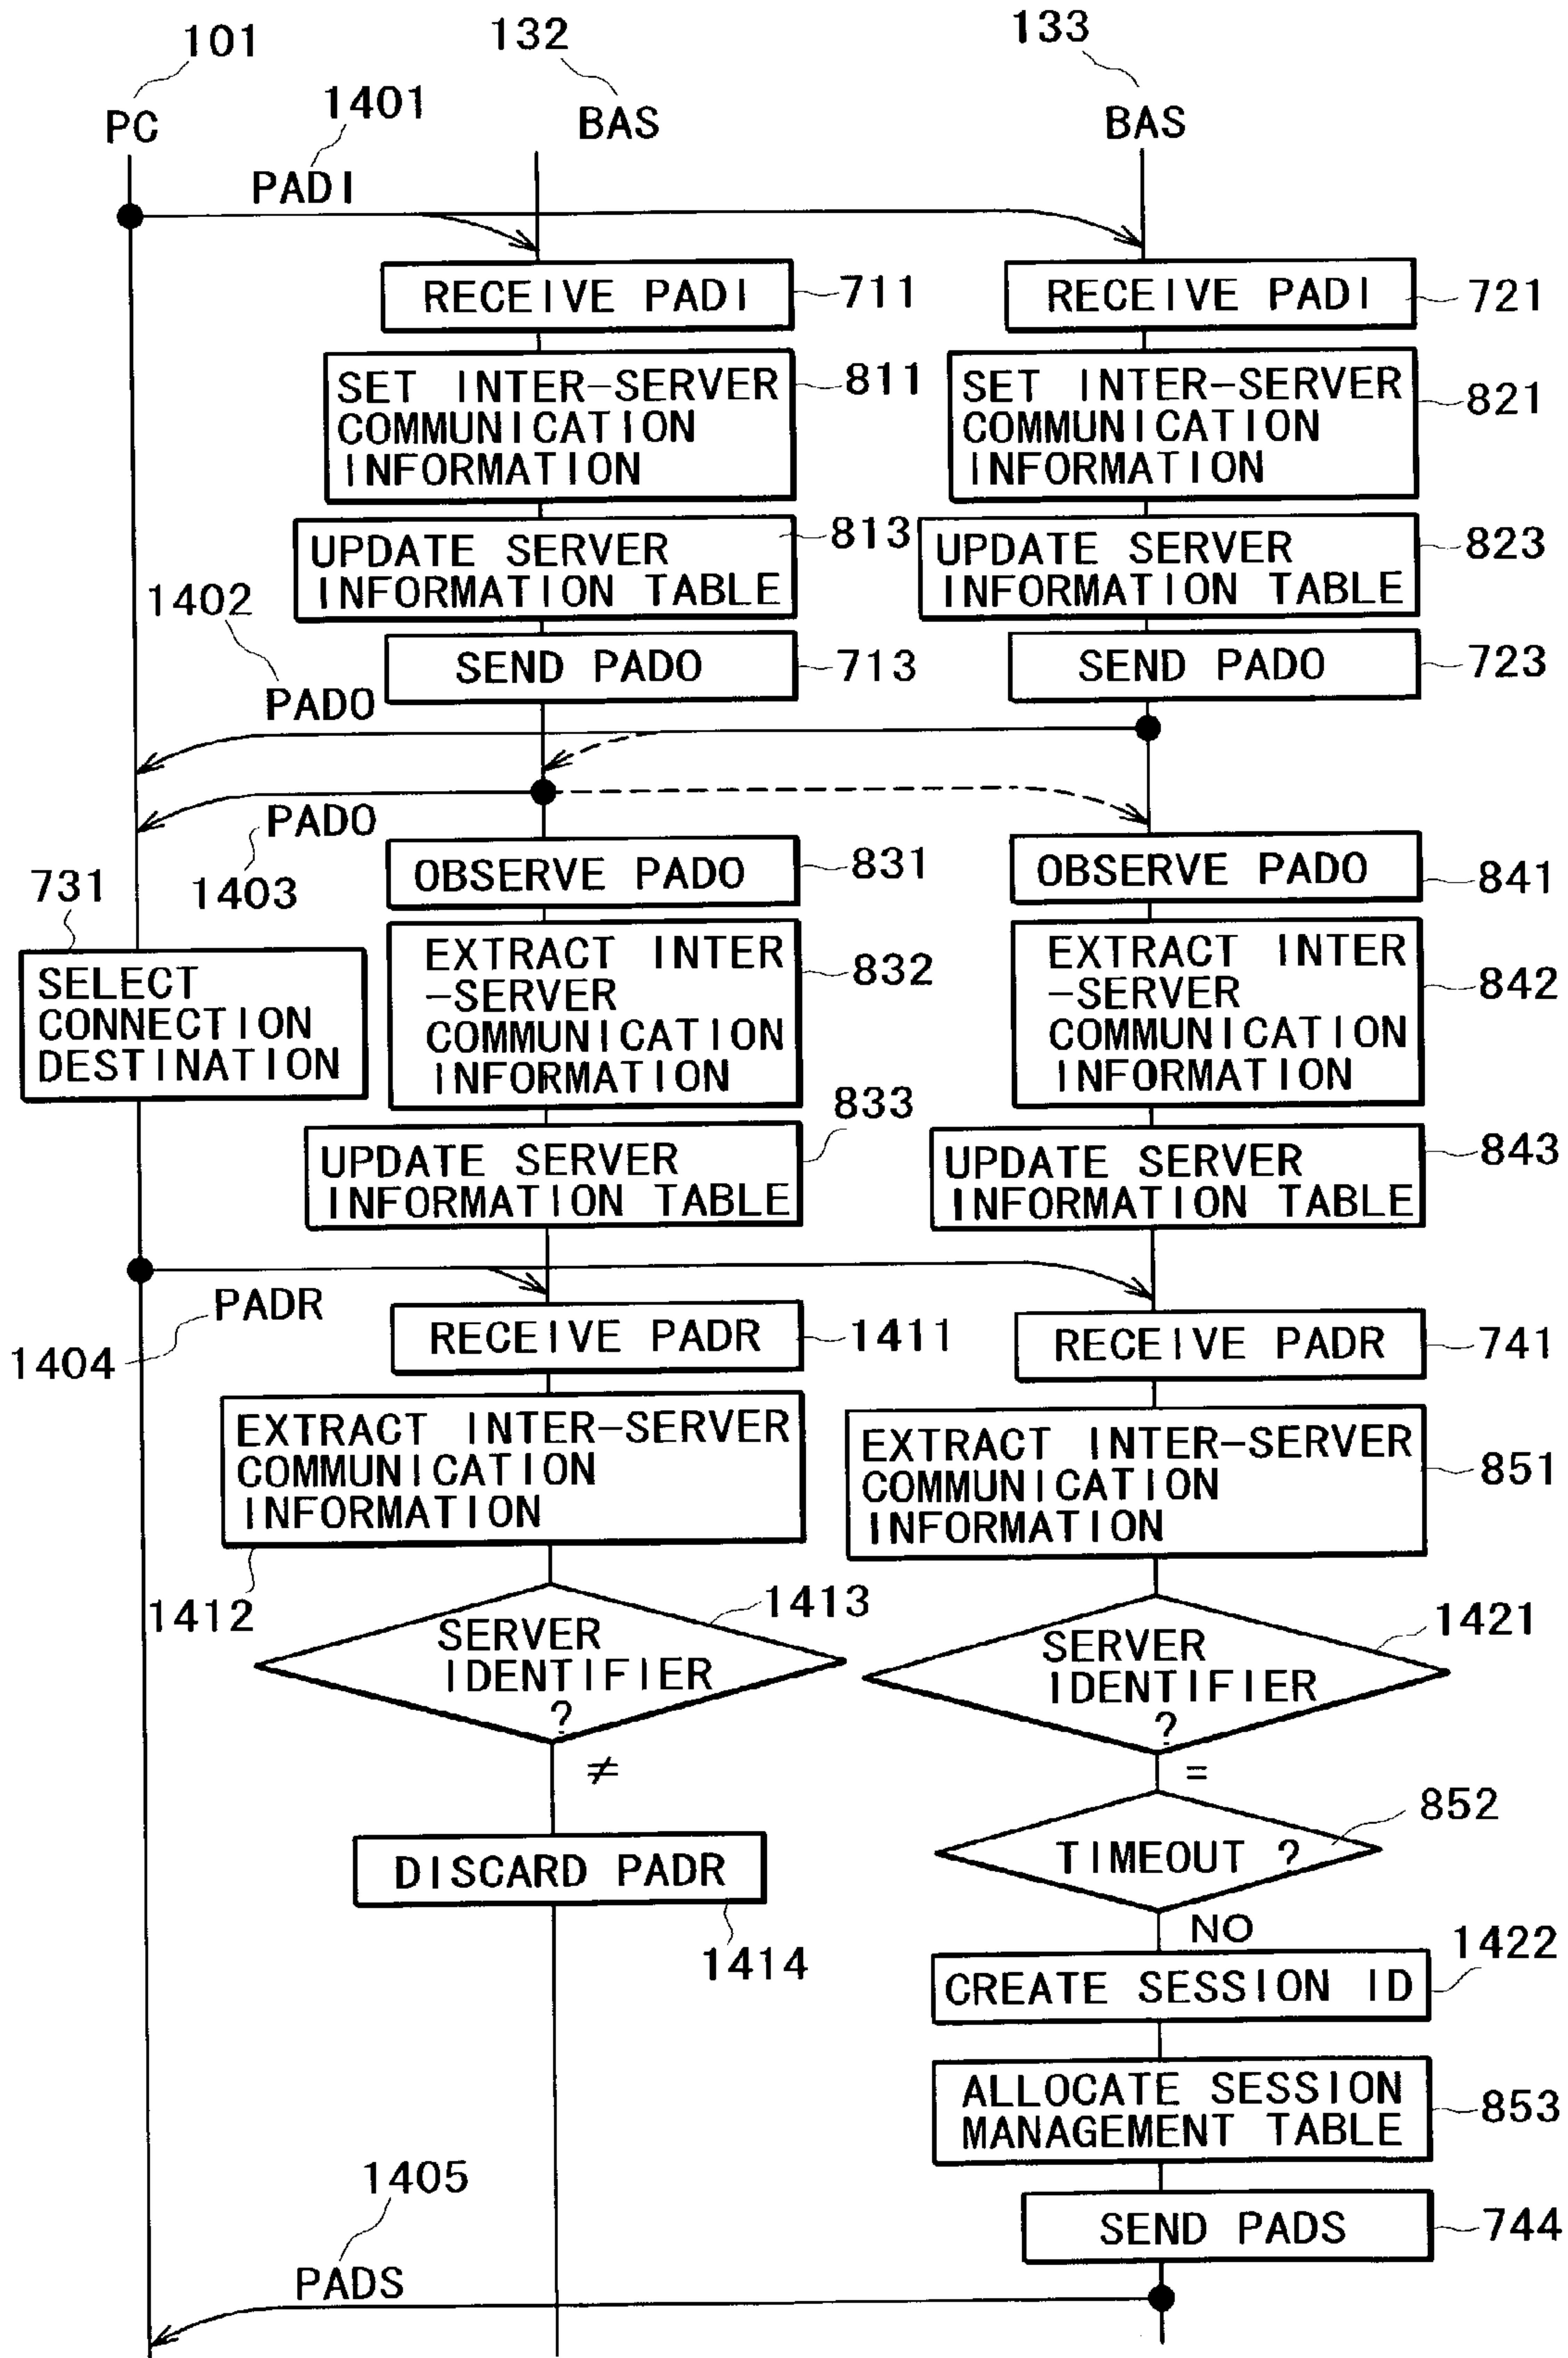 101
132
133
PC
1401
BAS
BAS
PADI
RECEIVE PADI
711
RECEIVE PADI
721
SET INTER-SERVER
COMMUNICATION
INFORMATION
811
SET INTER-SERVER
COMMUNICATION
INFORMATION
821
UPDATE SERVER
INFORMATION TABLE
813
UPDATE SERVER
INFORMATION TABLE
823
1402
SEND PADO
713
SEND PADO
723
PADO
PADO
1403
OBSERVE PADO
831
OBSERVE PADO
841
731
SELECT
CONNECTION
DESTINATION
EXTRACT INTER
-SERVER
COMMUNICATION
INFORMATION
832
EXTRACT INTER
-SERVER
COMMUNICATION
INFORMATION
842
833
UPDATE SERVER
INFORMATION TABLE
UPDATE SERVER
INFORMATION TABLE
843
PADR
1404
RECEIVE PADR
1411
RECEIVE PADR
741
EXTRACT INTER-SERVER
COMMUNICATION
INFORMATION
1412
EXTRACT INTER-SERVER
COMMUNICATION
INFORMATION
851
1413
SERVER
IDENTIFIER
?
1421
SERVER
IDENTIFIER
?
≠
=
852
TIMEOUT ?
DISCARD PADR
1414
NO
1422
CREATE SESSION ID
ALLOCATE SESSION
MANAGEMENT TABLE
853
1405
SEND PADS
744
PADS